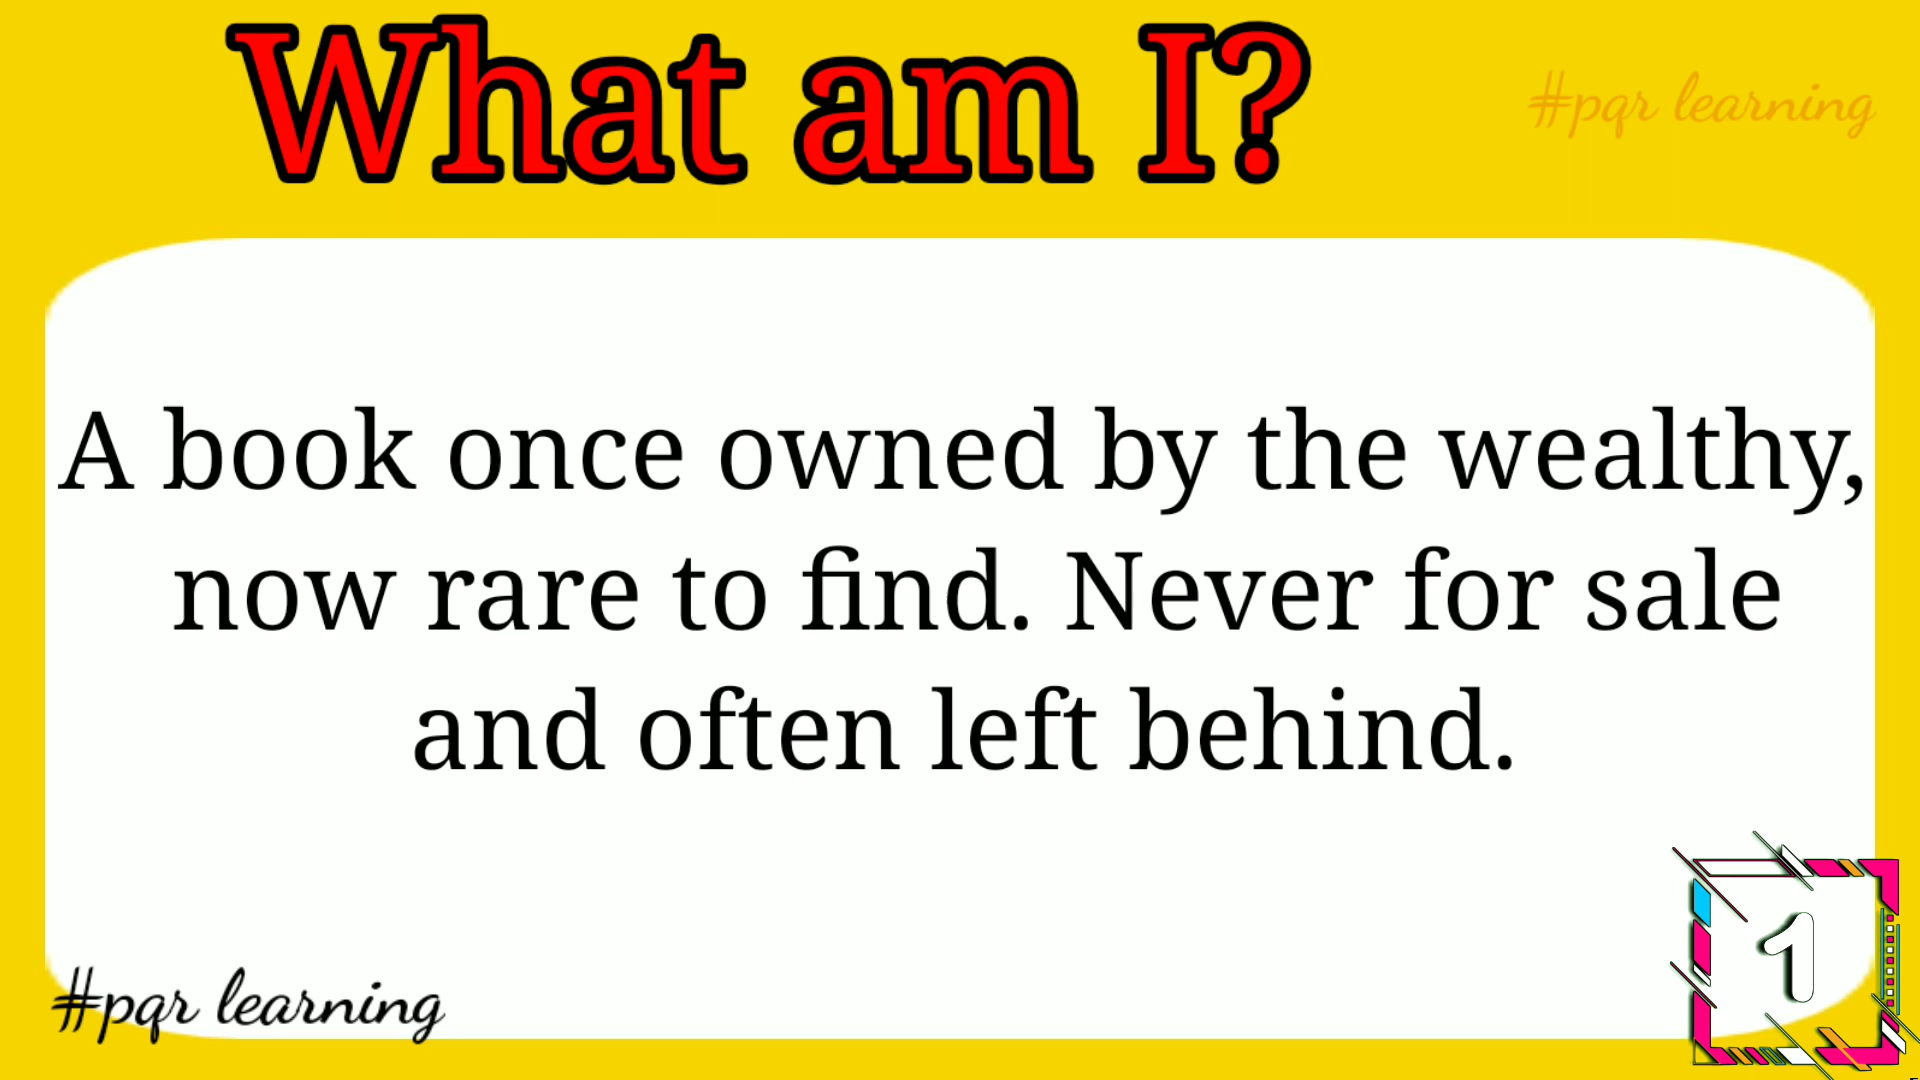 What am I?
#pqr learning
A book once owned by the wealthy,
now rare to find. Never for sale
and often left behind.
#pqr learning
1